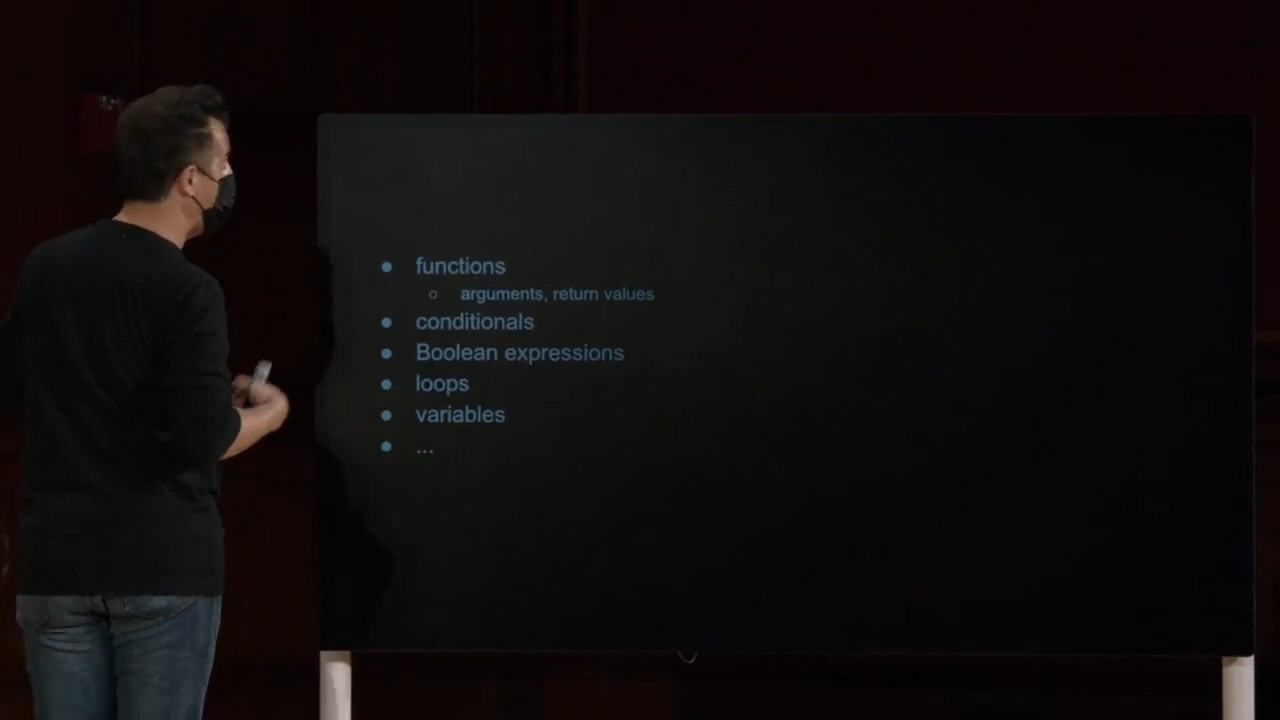 ● functions
○ arguments, return values
● conditionals
● Boolean expressions
● loops
● variables
● ...